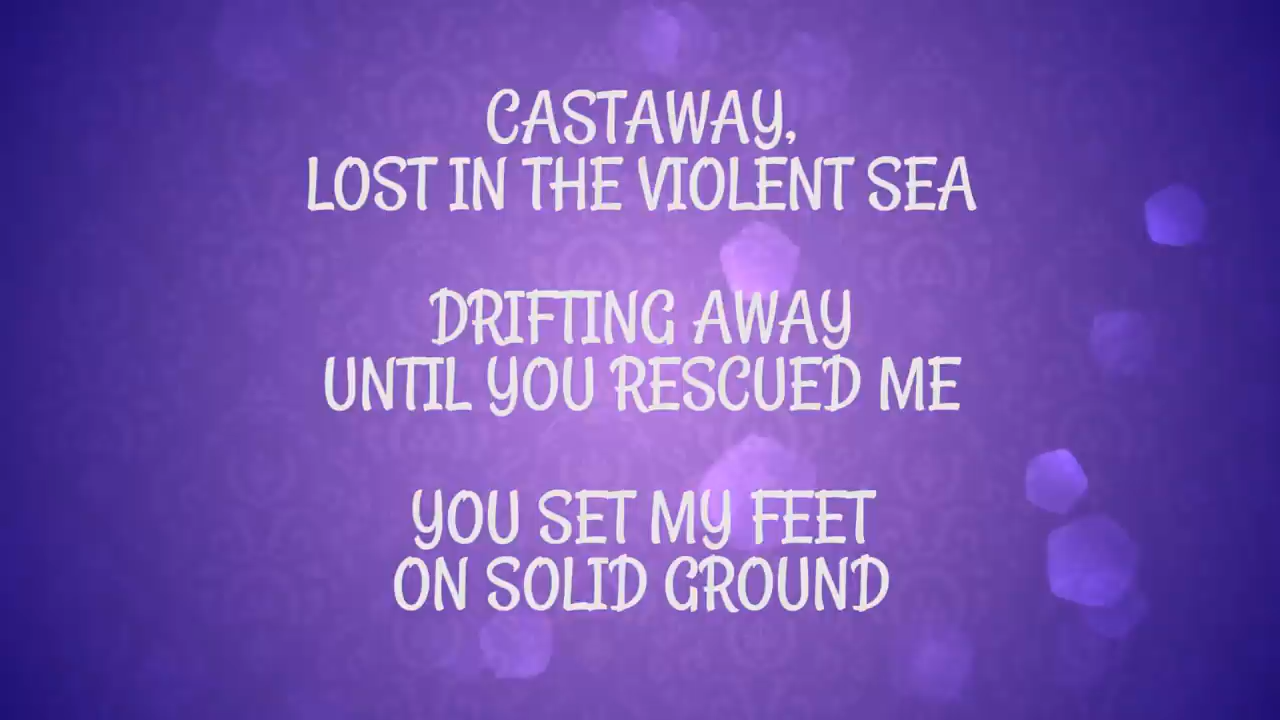 CASTAWAY,
LOST IN THE VIOLENT SEA
DRIFTING AWAY
UNTIL YOU RESCUED ME
YOU SET MY FEET
ON SOLID GROUND